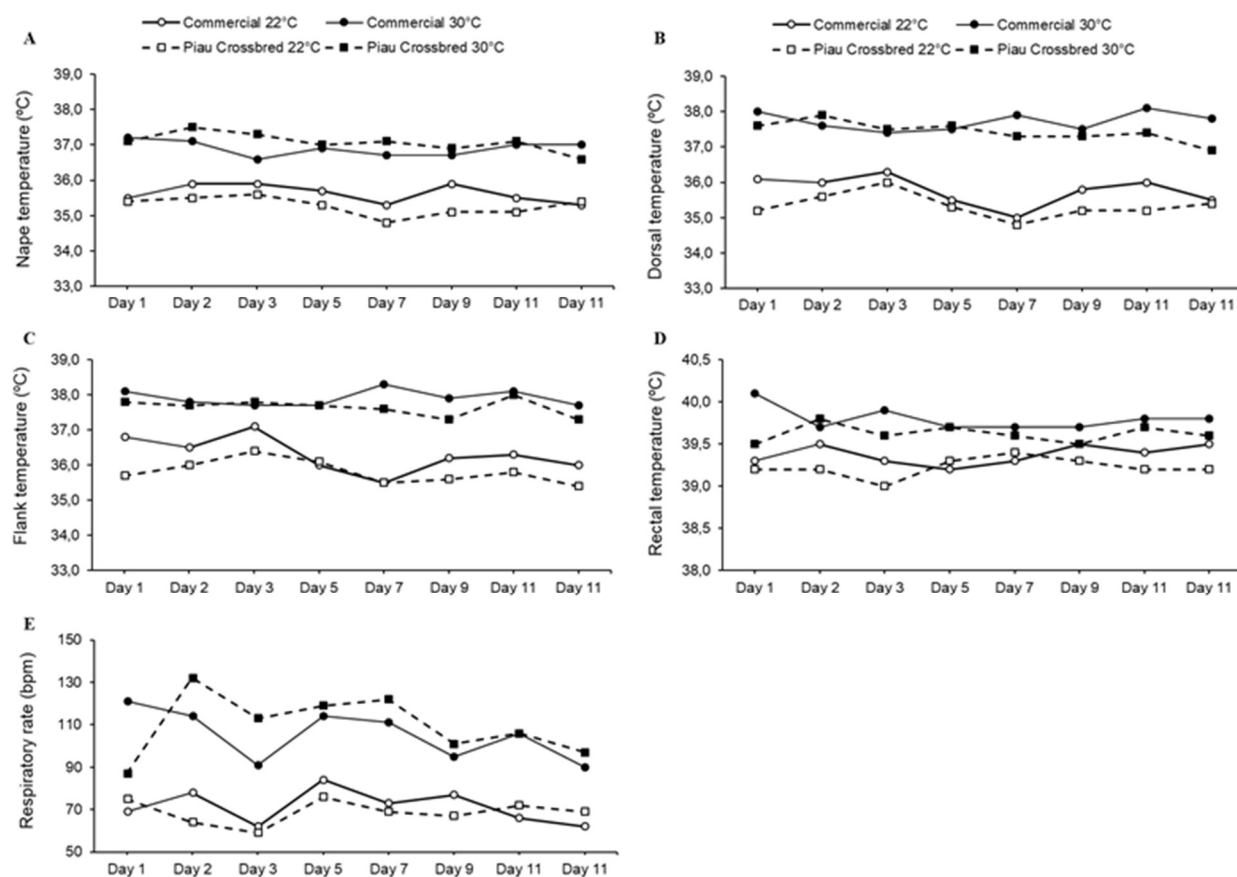 A
Commercial 22°C
Commercial 30°C
Piau Crossbred 22°C
Piau Crossbred 30°C
Nape temperature (ºC)
39,0
38,0
37,0
36,0
35,0
34,0
33,0
Day 1 Day 2 Day 3 Day 5 Day 7 Day 9 Day 11 Day 11
B
Commercial 22°C
Commercial 30°C
Piau Crossbred 22°C
Piau Crossbred 30°C
Dorsal temperature (ºC)
39,0
38,0
37,0
36,0
35,0
34,0
33,0
Day 1 Day 2 Day 3 Day 5 Day 7 Day 9 Day 11 Day 11
C
Flank temperature (ºC)
39,0
38,0
37,0
36,0
35,0
34,0
33,0
Day 1 Day 2 Day 3 Day 5 Day 7 Day 9 Day 11 Day 11
D
Rectal temperature (ºC)
40,5
40,0
39,5
39,0
38,5
38,0
Day 1 Day 2 Day 3 Day 5 Day 7 Day 9 Day 11 Day 11
E
Respiratory rate (bpm)
150
130
110
90
70
50
Day 1 Day 2 Day 3 Day 5 Day 7 Day 9 Day 11 Day 11